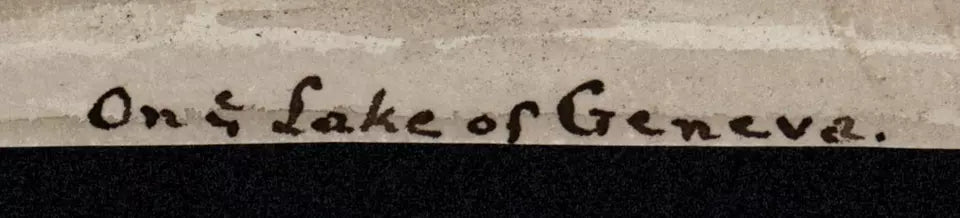 On yͤ Lake of Geneva.